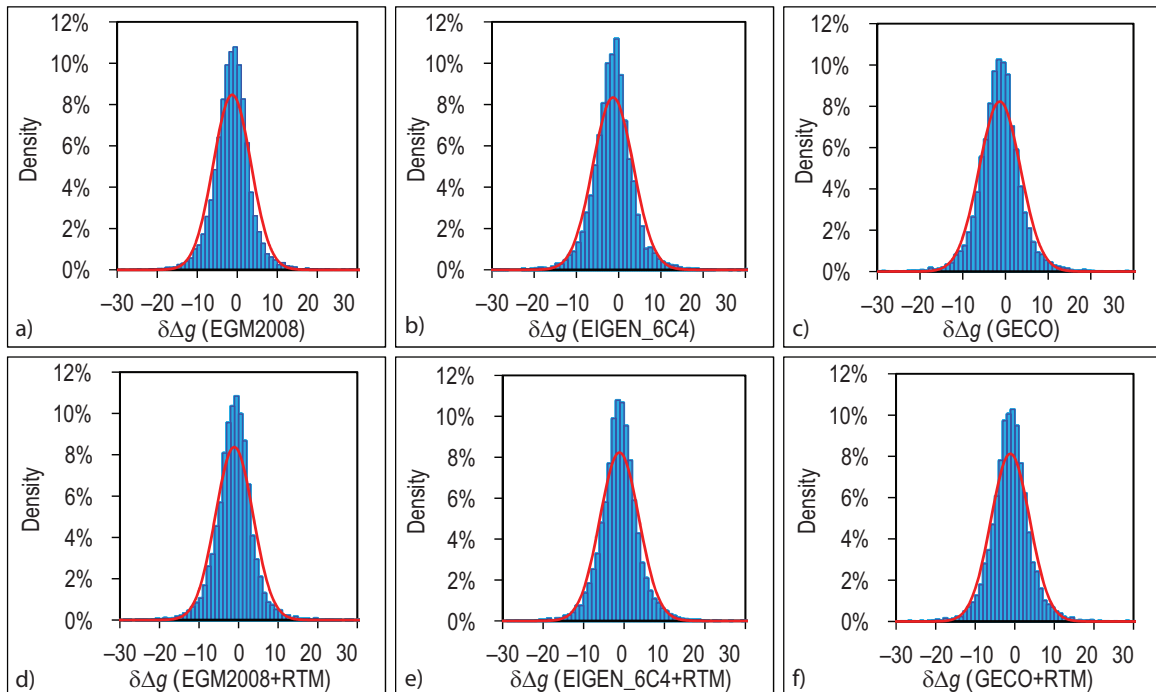 12%
10%
8%
6%
4%
2%
0%
Density
–30 –20 –10 0 10 20 30
a)
δΔg (EGM2008)
12%
10%
8%
6%
4%
2%
0%
Density
–30 –20 –10 0 10 20 30
b)
δΔg (EIGEN_6C4)
12%
10%
8%
6%
4%
2%
0%
Density
–30 –20 –10 0 10 20 30
c)
δΔg (GECO)
12%
10%
8%
6%
4%
2%
0%
Density
–30 –20 –10 0 10 20 30
d)
δΔg (EGM2008+RTM)
12%
10%
8%
6%
4%
2%
0%
Density
–30 –20 –10 0 10 20 30
e)
δΔg (EIGEN_6C4+RTM)
12%
10%
8%
6%
4%
2%
0%
Density
–30 –20 –10 0 10 20 30
f)
δΔg (GECO+RTM)